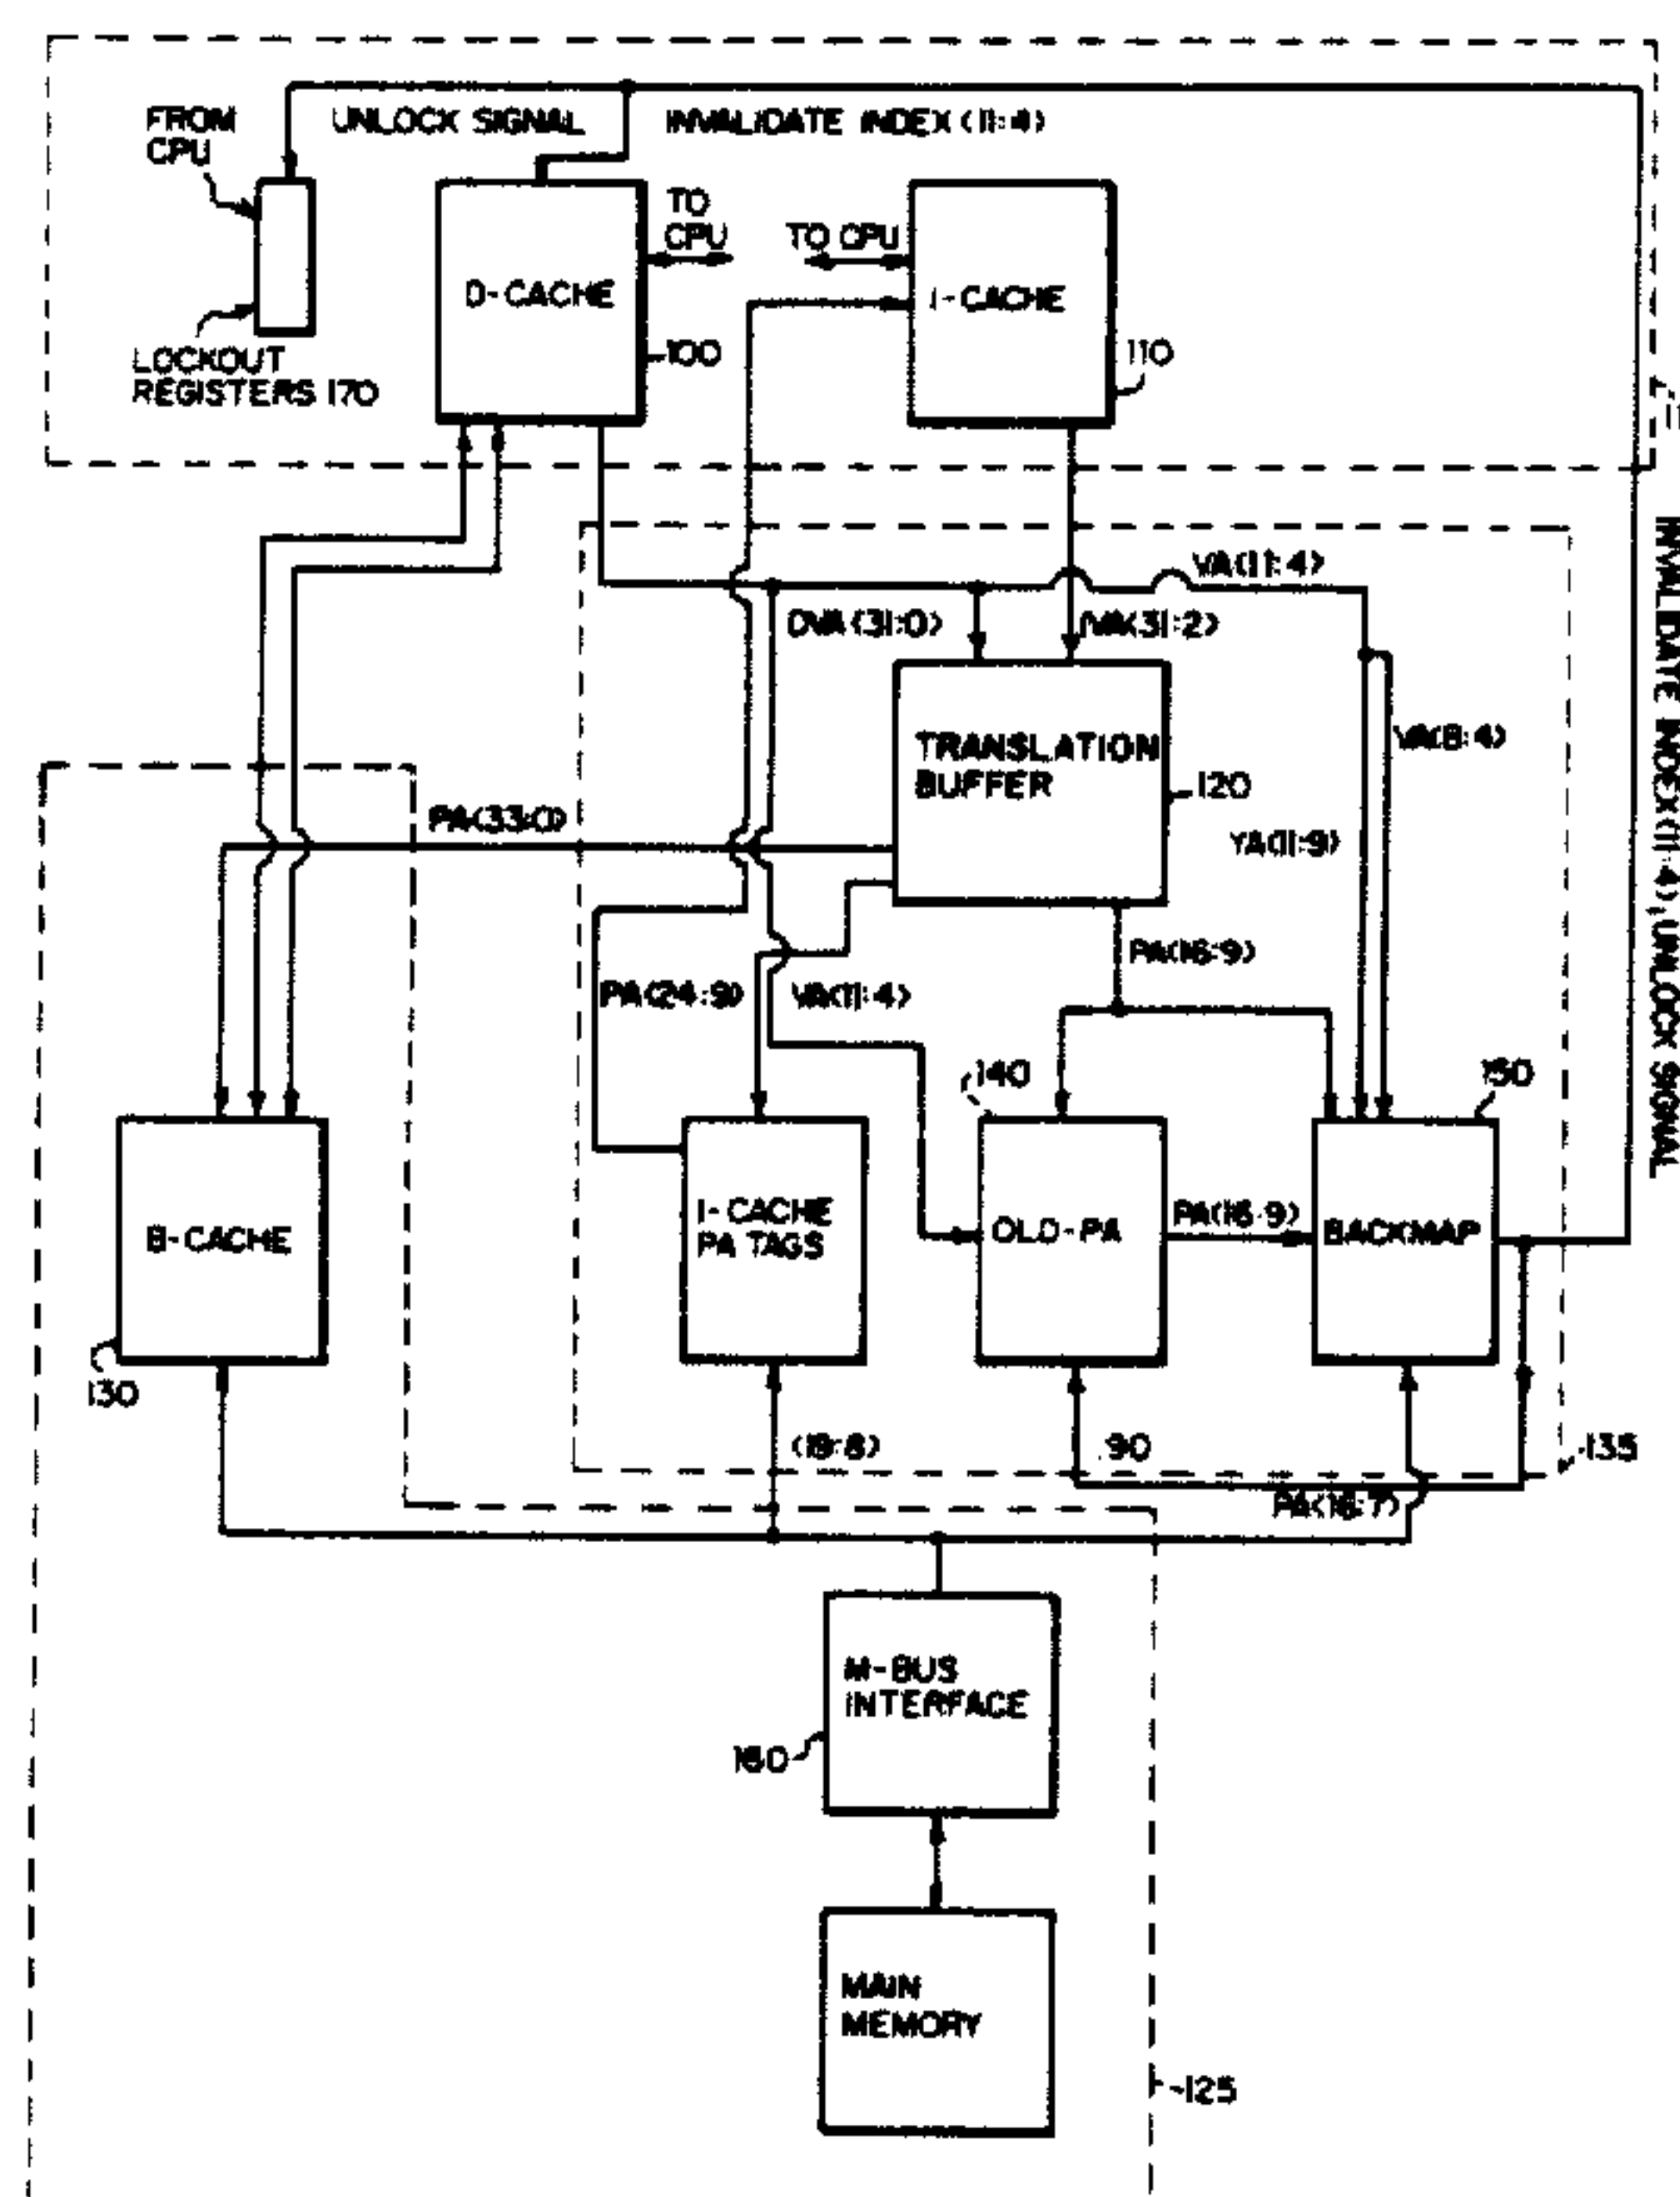 FROM
CPU
UNLOCK SIGNAL
INVALIDATE INDEX (11:4)
TO
CPU
TO CPU
D-CACHE
I-CACHE
100
110
LOCKOUT
REGISTERS 170
VA(11:4)
DVA(31:0)
IVA(31:2)
INVALIDATE INDEX(11:4), UNLOCK SIGNAL
TRANSLATION
BUFFER
120
VA(8:4)
PA(33:0)
VA(11:9)
PA(16:9)
PA(24:9)
VA(11:4)
140
150
B-CACHE
I-CACHE
PA TAGS
OLD-PA
PA(16:9)
BACKMAP
130
(19:8)
190
135
PA(16:7)
M-BUS
INTERFACE
160
MAIN
MEMORY
125